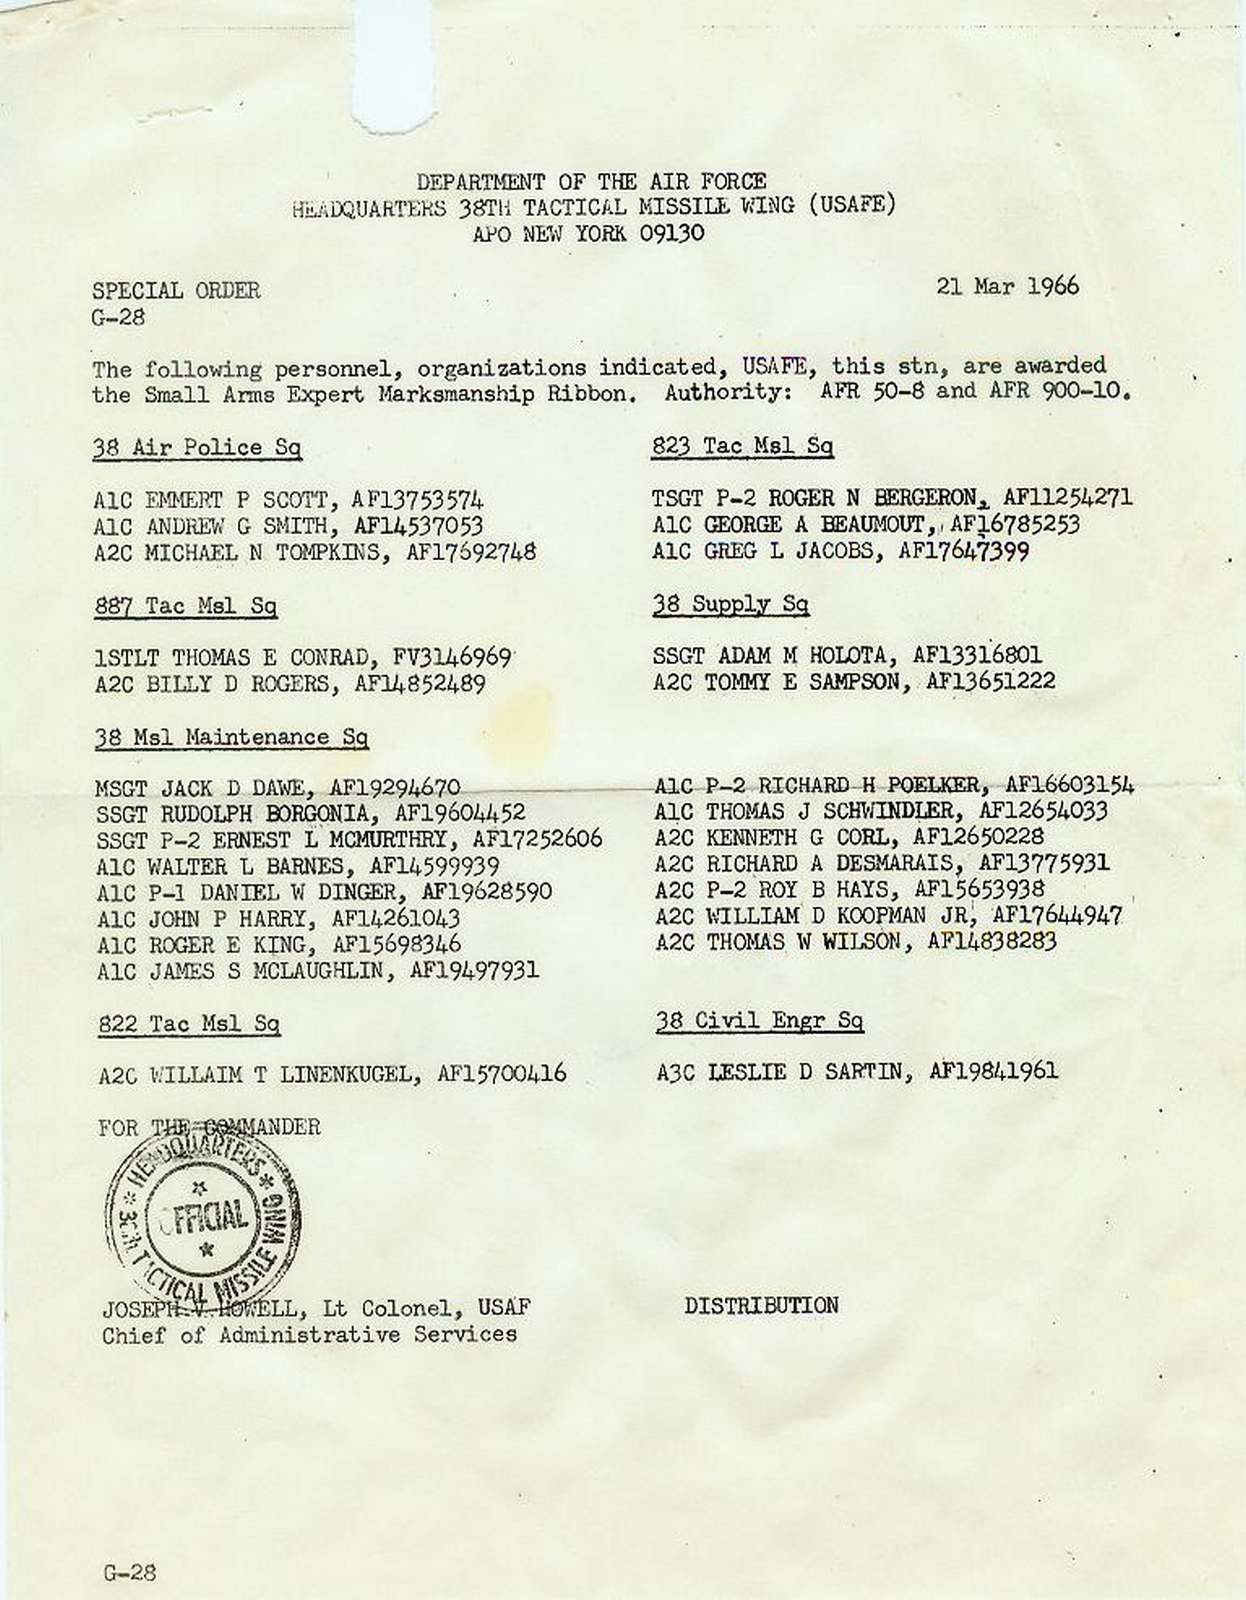 DEPARTMENT OF THE AIR FORCE
HEADQUARTERS 38TH TACTICAL MISSILE WING (USAFE)
APO NEW YORK 09130
SPECIAL ORDER
G-28
21 Mar 1966
The following personnel, organizations indicated, USAFE, this stn, are awarded
the Small Arms Expert Marksmanship Ribbon. Authority: AFR 50-8 and AFR 900-10.
38 Air Police Sq
A1C EMMERT P SCOTT, AF13753574
A1C ANDREW G SMITH, AF14537053
A2C MICHAEL N TOMPKINS, AF17692748
823 Tac Msl Sq
TSGT P-2 ROGER N BERGERON, AF11254271
A1C GEORGE A BEAUMOUT, AF16785253
A1C GREG L JACOBS, AF17647399
887 Tac Msl Sq
1STLT THOMAS E CONRAD, FV3146969
A2C BILLY D ROGERS, AF14852489
38 Supply Sq
SSGT ADAM M HOLOTA, AF13316801
A2C TOMMY E SAMPSON, AF13651222
38 Msl Maintenance Sq
MSGT JACK D DAWE, AF19294670
SSGT RUDOLPH BORGONIA, AF19604452
SSGT P-2 ERNEST L MCMURTHRY, AF17252606
A1C WALTER L BARNES, AF14599939
A1C P-1 DANIEL W DINGER, AF19628590
A1C JOHN P HARRY, AF14261043
A1C ROGER E KING, AF15698346
A1C JAMES S MCLAUGHLIN, AF19497931
A1C P-2 RICHARD H POELKER, AF16603154
A1C THOMAS J SCHWINDLER, AF12654033
A2C KENNETH G CORL, AF12650228
A2C RICHARD A DESMARAIS, AF13775931
A2C P-2 ROY B HAYS, AF15653938
A2C WILLIAM D KOOPMAN JR, AF17644947
A2C THOMAS W WILSON, AF14838283
822 Tac Msl Sq
A2C WILLAIM T LINENKUGEL, AF15700416
38 Civil Engr Sq
A3C LESLIE D SARTIN, AF19841961
FOR THE COMMANDER
HEADQUARTERS
OFFICIAL
38th TACTICAL MISSILE WING
JOSEPH V HOWELL, Lt Colonel, USAF
Chief of Administrative Services
DISTRIBUTION
G-28